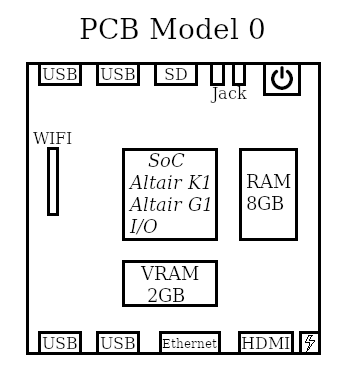 PCB Model 0
USB
USB
SD
Jack
WIFI
SoC
Altair K1
Altair G1
I/O
RAM
8GB
VRAM
2GB
USB
USB
Ethernet
HDMI